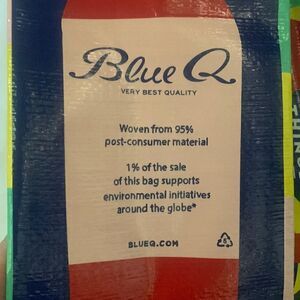 Blue Q
VERY BEST QUALITY
Woven from 95%
post-consumer material
1% of the sale
of this bag supports
environmental initiatives
around the globe*
BLUEQ.COM
5